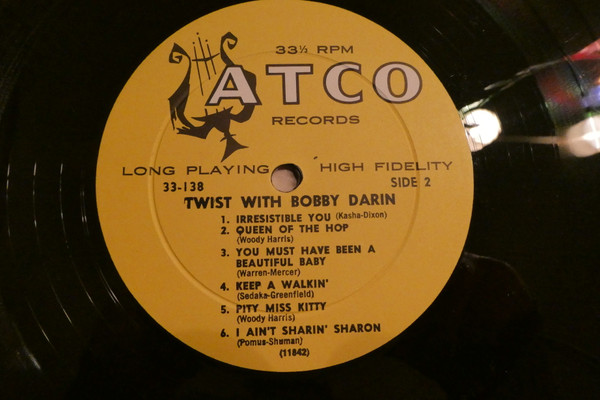 33⅓ RPM
ATCO
RECORDS
LONG PLAYING HIGH FIDELITY
33-138 SIDE 2
TWIST WITH BOBBY DARIN
1. IRRESISTIBLE YOU (Kasha-Dixon)
2. QUEEN OF THE HOP
(Woody Harris)
3. YOU MUST HAVE BEEN A
BEAUTIFUL BABY
(Warren-Mercer)
4. KEEP A WALKIN'
(Sedaka-Greenfield)
5. PITY MISS KITTY
(Woody Harris)
6. I AIN'T SHARIN' SHARON
(Pomus-Shuman)
(11842)